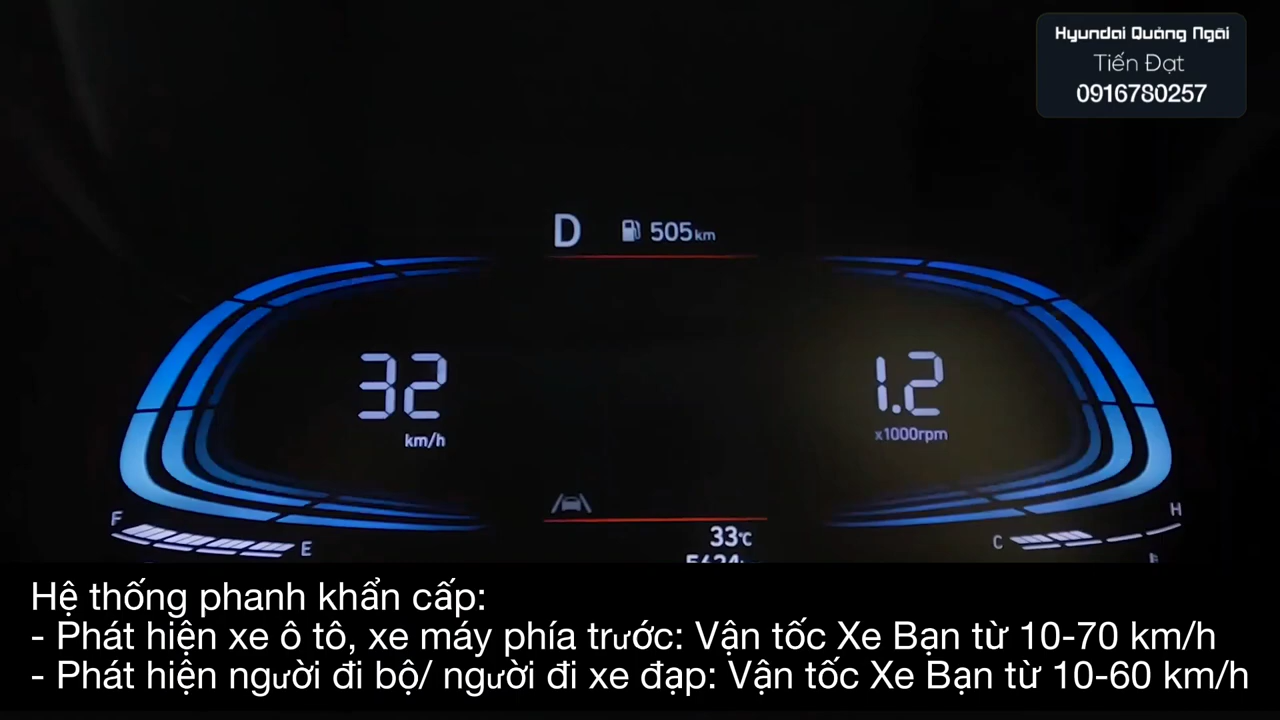 Hyundai Quảng Ngãi
Tiến Đạt
0916780257
D 505 km
32
km/h
1.2
x1000rpm
F
E
H
C
33°C
Hệ thống phanh khẩn cấp:
- Phát hiện xe ô tô, xe máy phía trước: Vận tốc Xe Bạn từ 10-70 km/h
- Phát hiện người đi bộ/ người đi xe đạp: Vận tốc Xe Bạn từ 10-60 km/h